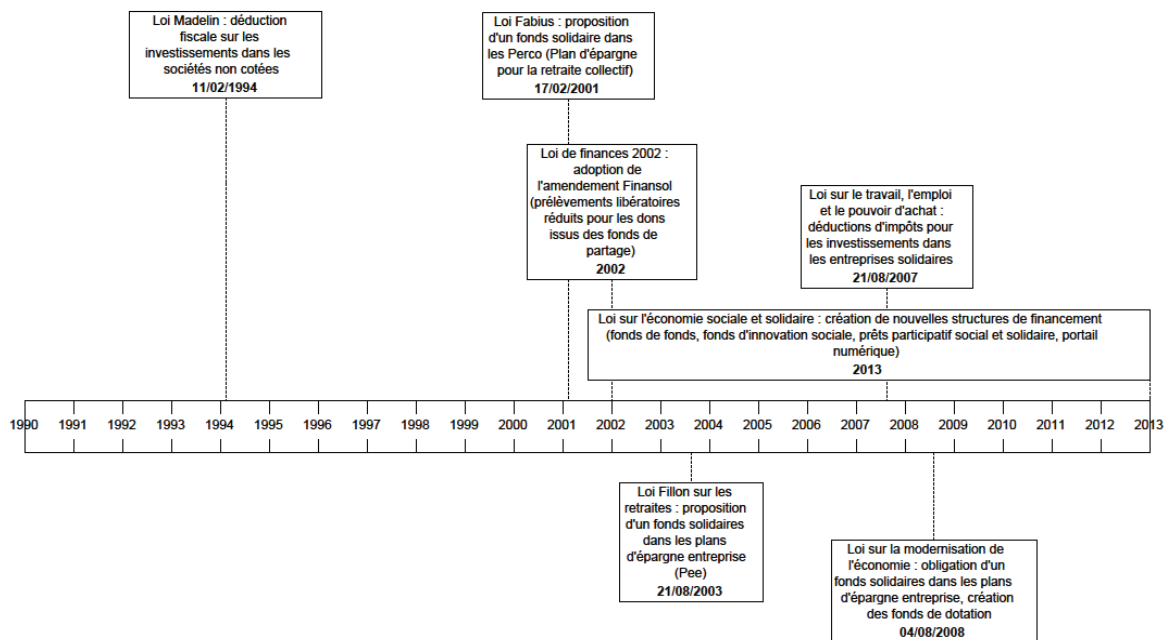 Loi Madelin : déduction
fiscale sur les
investissements dans les
sociétés non cotées
11/02/1994
Loi Fabius : proposition
d'un fonds solidaire dans
les Perco (Plan d'épargne
pour la retraite collectif)
17/02/2001
Loi de finances 2002 :
adoption de
l'amendement Finansol
(prélèvements libératoires
réduits pour les dons
issus des fonds de
partage)
2002
Loi sur le travail, l'emploi
et le pouvoir d'achat :
déductions d'impôts pour
les investissements dans
les entreprises solidaires
21/08/2007
Loi sur l'économie sociale et solidaire : création de nouvelles structures de financement
(fonds de fonds, fonds d'innovation sociale, prêts participatif social et solidaire, portail
numérique)
2013
1990 1991 1992 1993 1994 1995 1996 1997 1998 1999 2000 2001 2002 2003 2004 2005 2006 2007 2008 2009 2010 2011 2012 2013
Loi Fillon sur les
retraites : proposition
d'un fonds solidaires
dans les plans
d'épargne entreprise
(Pee)
21/08/2003
Loi sur la modernisation de
l'économie : obligation d'un
fonds solidaires dans les plans
d'épargne entreprise, création
des fonds de dotation
04/08/2008